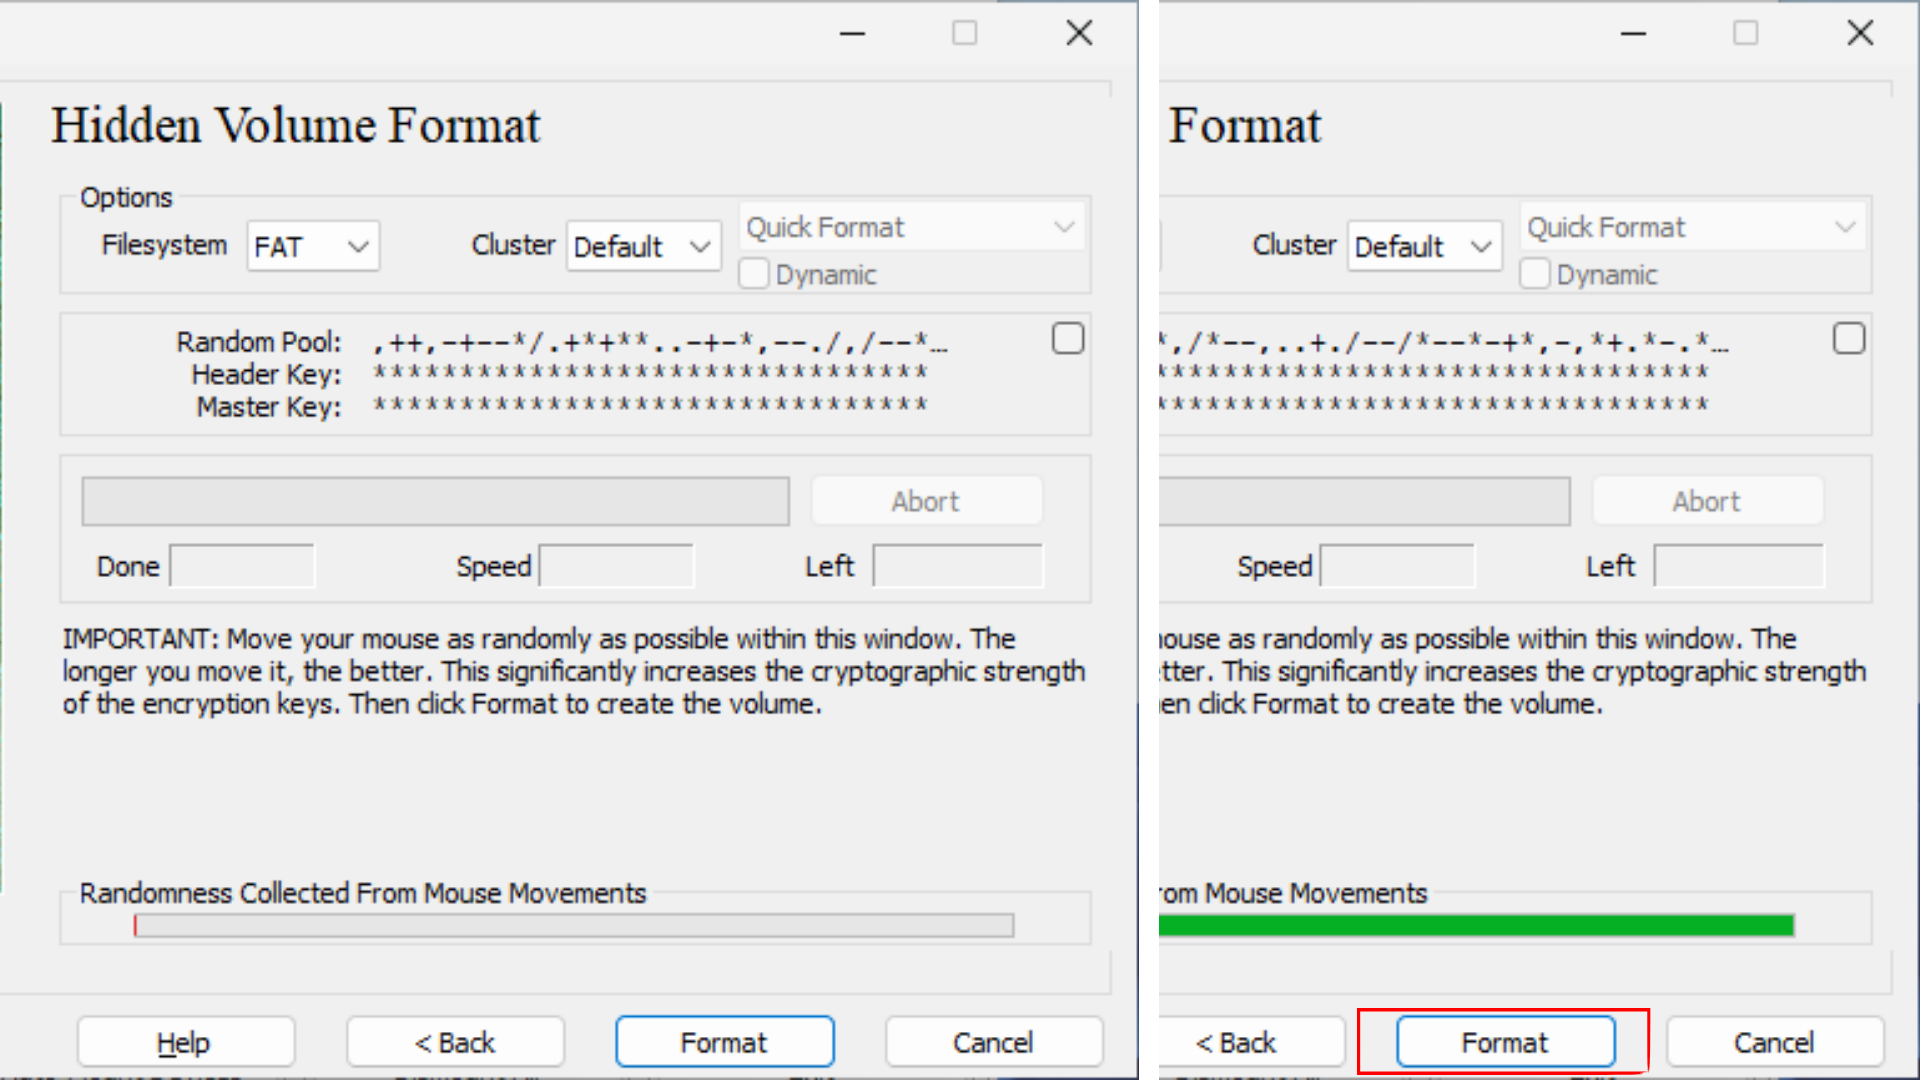 Hidden Volume Format
Options
Filesystem FAT Cluster Default Quick Format
Dynamic
Random Pool: ,++,-+--*/.+*+**..-+-*,--./,/--*...
Header Key: ********************************
Master Key: ********************************
Abort
Done Speed Left
IMPORTANT: Move your mouse as randomly as possible within this window. The
longer you move it, the better. This significantly increases the cryptographic strength
of the encryption keys. Then click Format to create the volume.
Randomness Collected From Mouse Movements
Help < Back Format Cancel
Format
Cluster Default Quick Format
Dynamic
*,/*--,..+./--/*--*-+*,-,*+.*-.*...
********************************
********************************
Abort
Speed Left
ouse as randomly as possible within this window. The
tter. This significantly increases the cryptographic strength
en click Format to create the volume.
om Mouse Movements
< Back Format Cancel